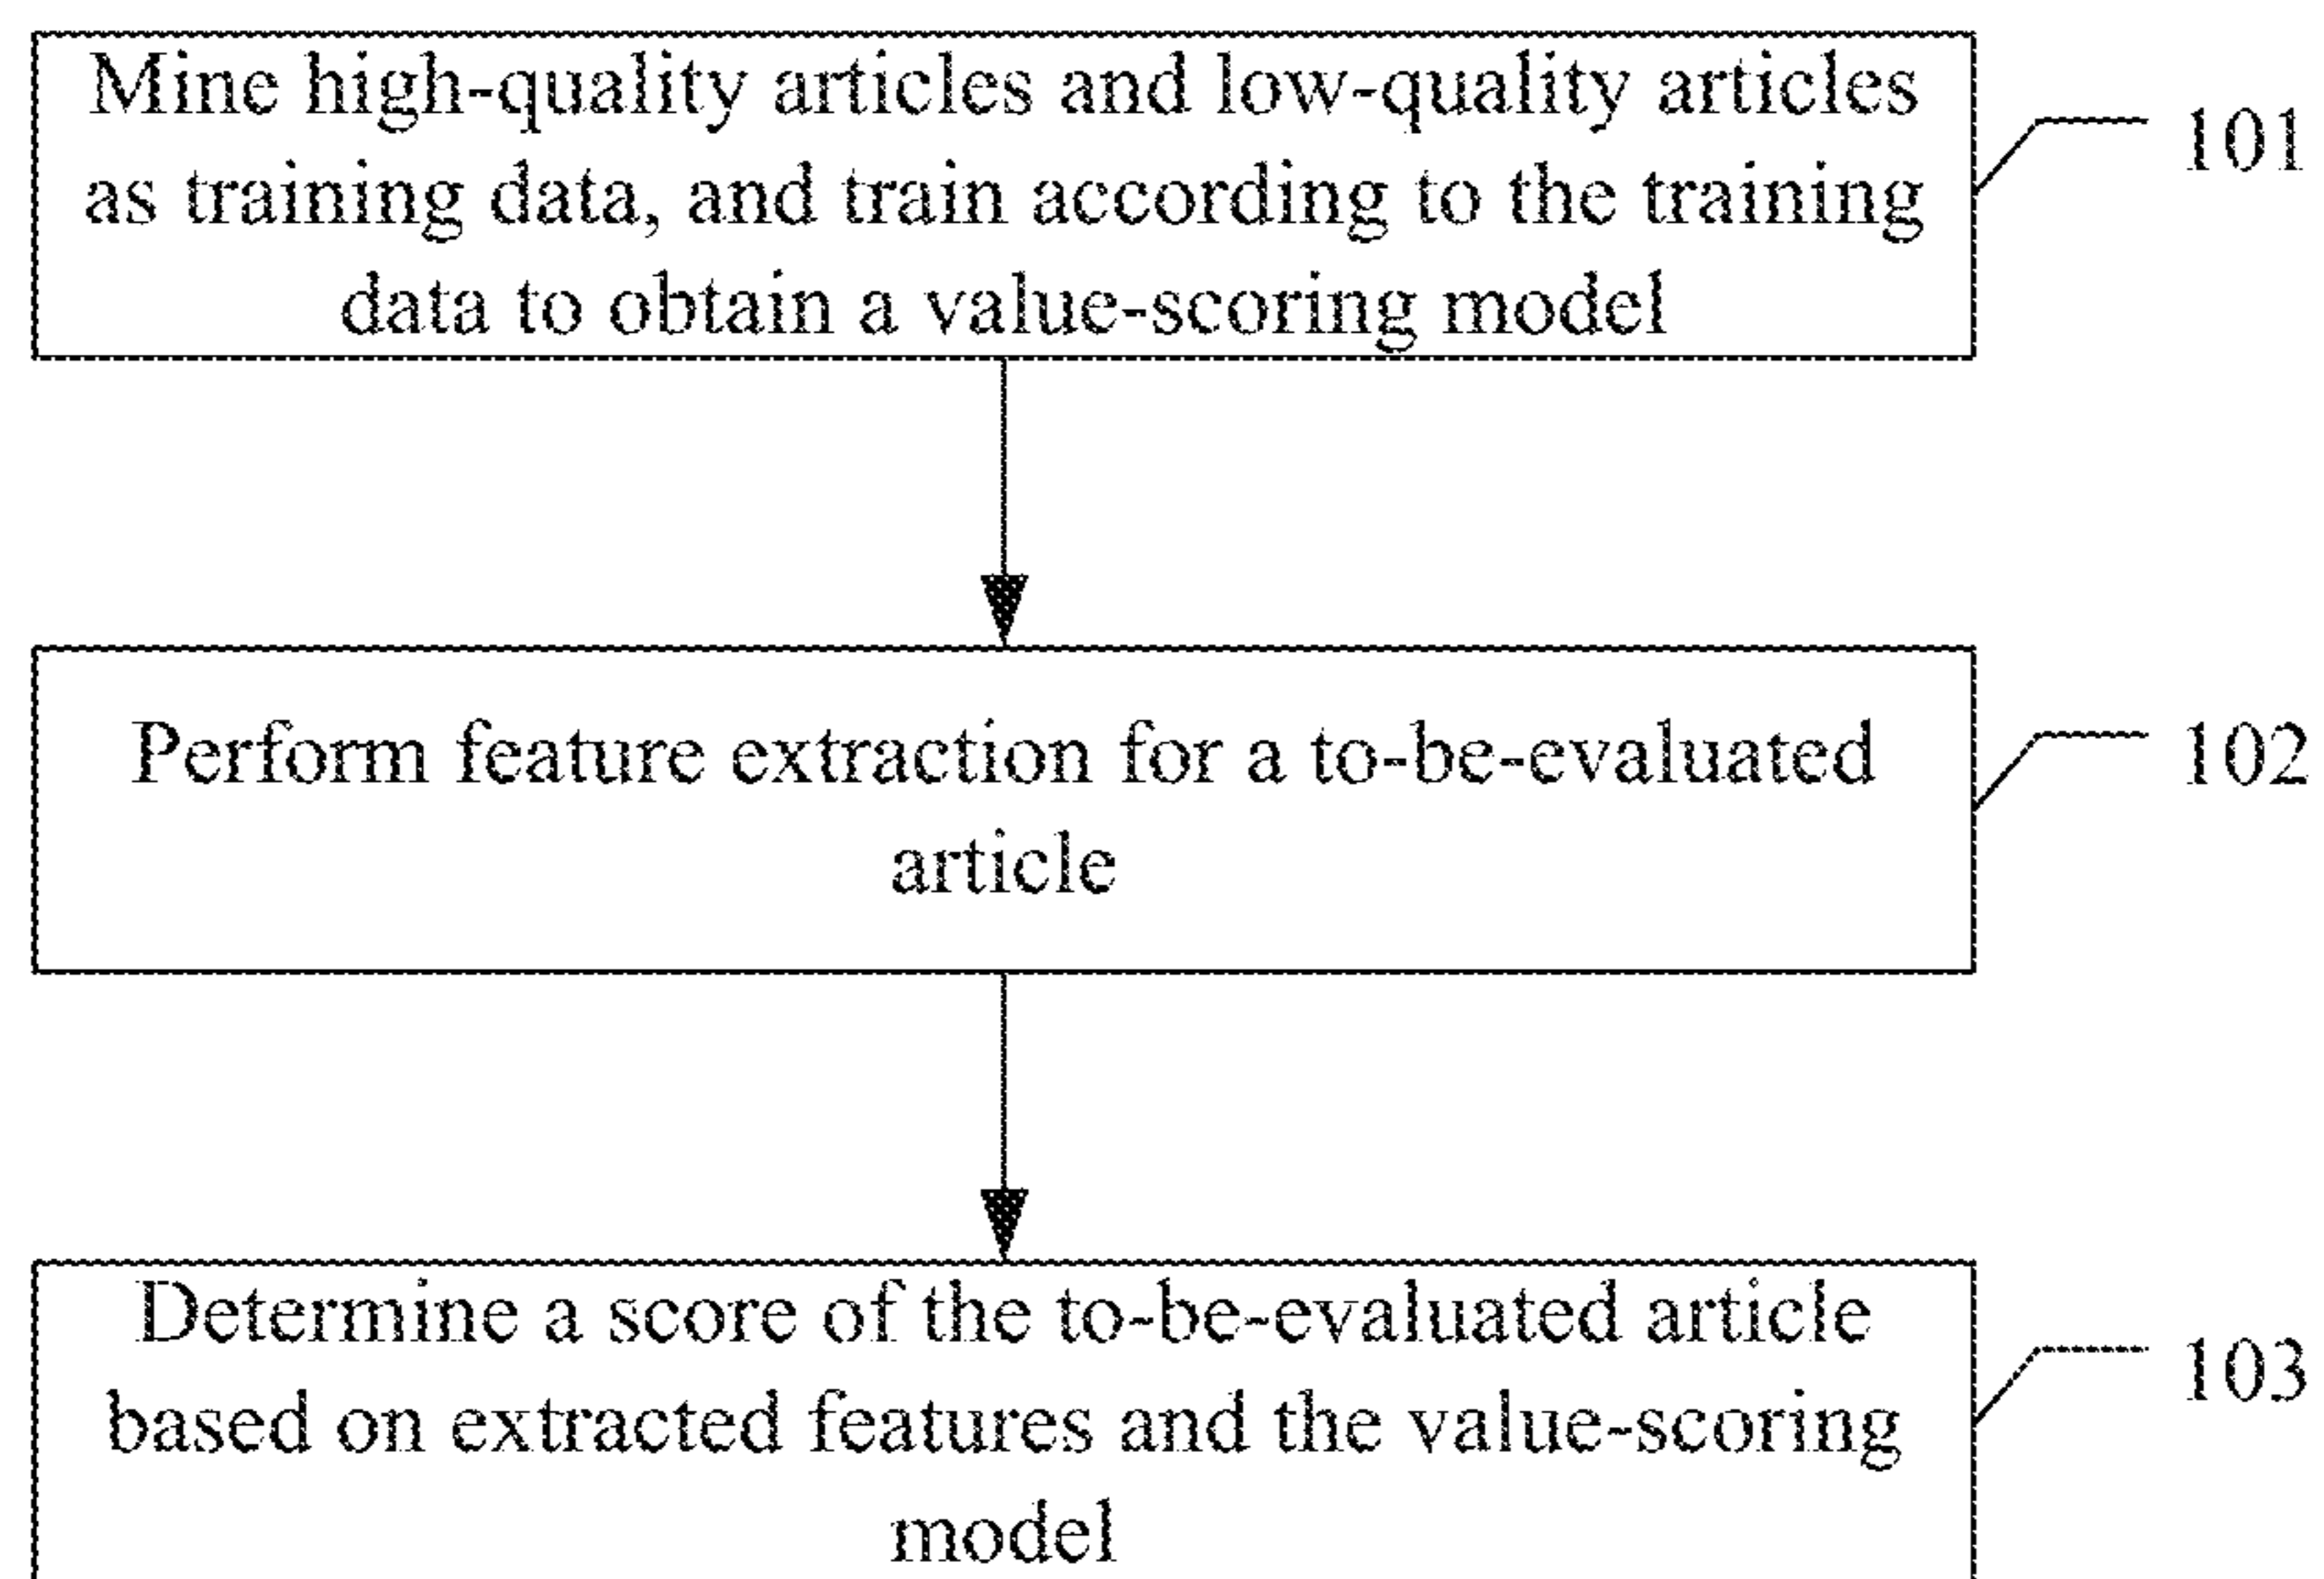 Mine high-quality articles and low-quality articles
as training data, and train according to the training
data to obtain a value-scoring model
101
Perform feature extraction for a to-be-evaluated
article
102
Determine a score of the to-be-evaluated article
based on extracted features and the value-scoring
model
103